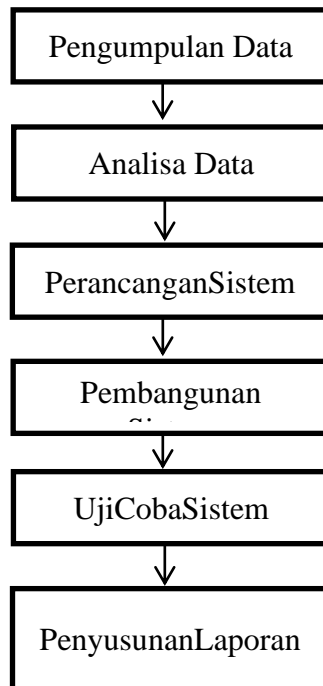 Pengumpulan Data
Analisa Data
PerancanganSistem
Pembangunan
UjiCobaSistem
PenyusunanLaporan